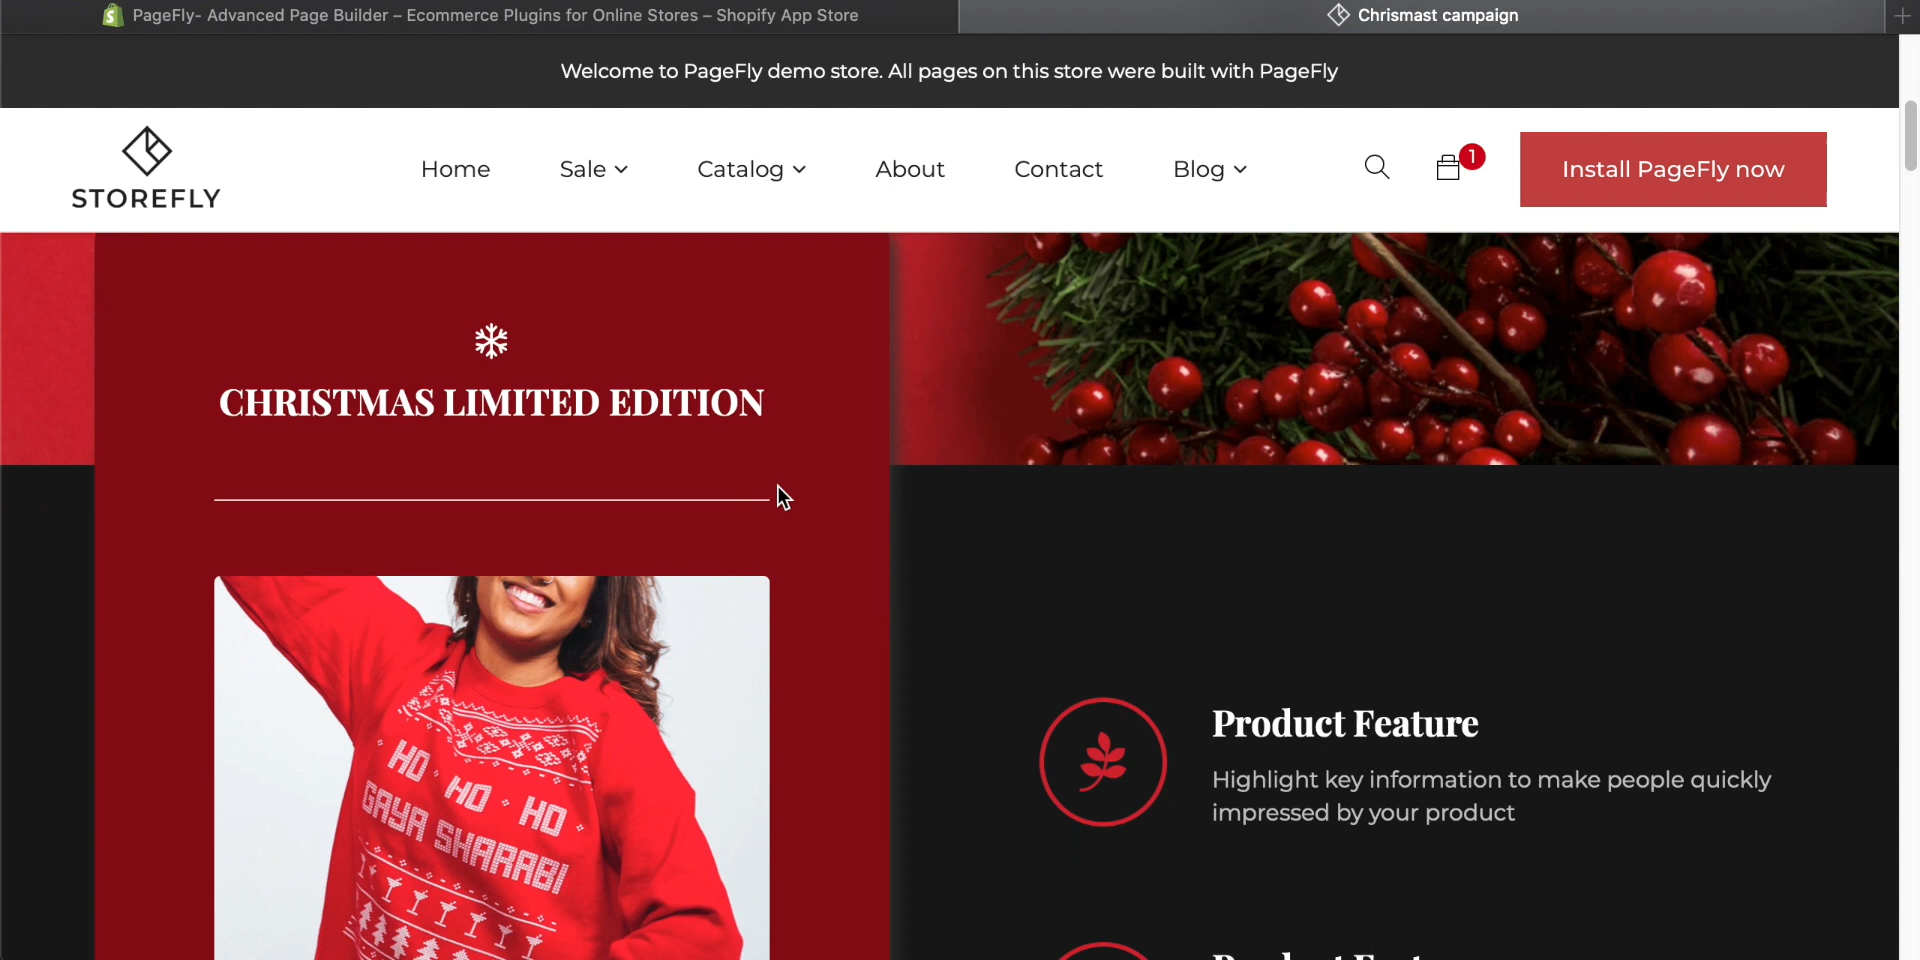 PageFly- Advanced Page Builder – Ecommerce Plugins for Online Stores – Shopify App Store
Chrismast campaign
Welcome to PageFly demo store. All pages on this store were built with PageFly
STOREFLY
Home
Sale
Catalog
About
Contact
Blog
1
Install PageFly now
CHRISTMAS LIMITED EDITION
HO · HO · HO
GAYA SHARABI
Product Feature
Highlight key information to make people quickly
impressed by your product